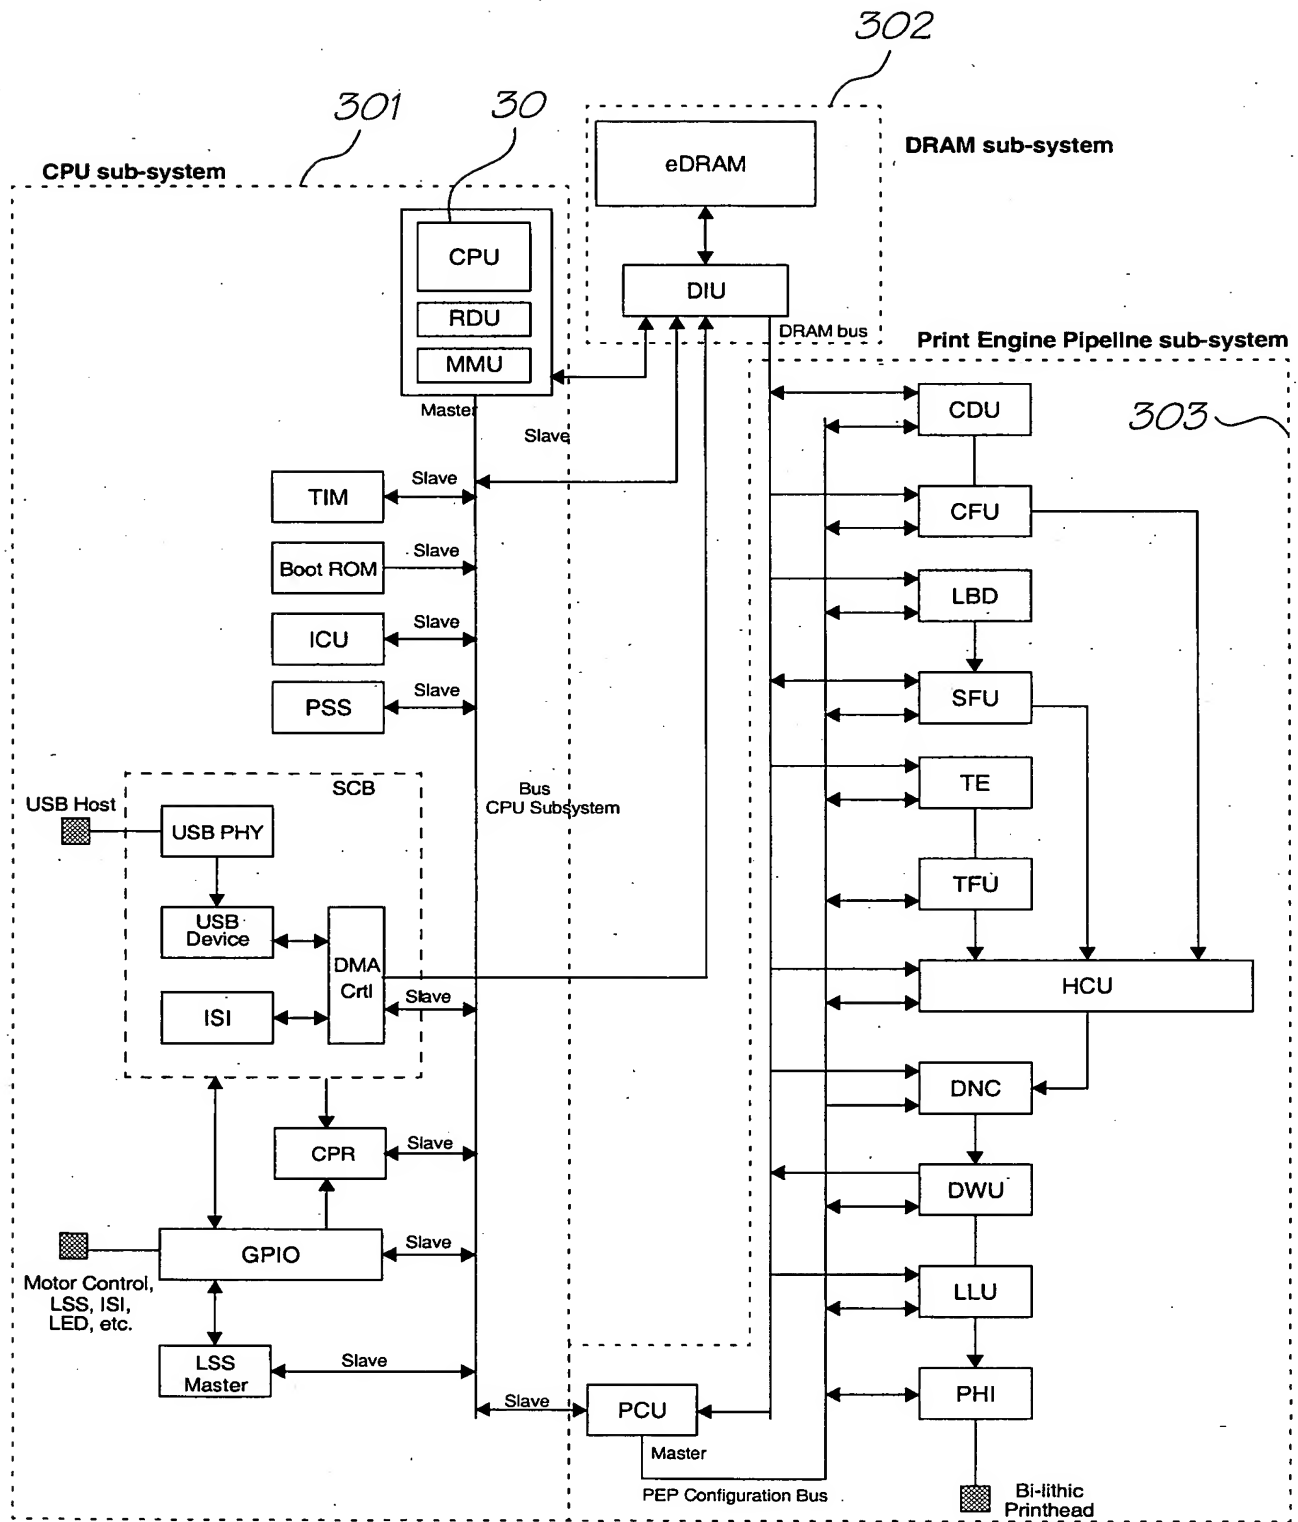 302
301
30
CPU sub-system
DRAM sub-system
eDRAM
CPU
RDU
MMU
Master
DIU
DRAM bus
Print Engine Pipeline sub-system
303
Slave
CDU
TIM
Slave
CFU
Boot ROM
Slave
LBD
ICU
Slave
PSS
Slave
SFU
SCB
Bus
CPU Subsystem
TE
USB Host
USB PHY
TFU
USB
Device
DMA
Crtl
Slave
ISI
HCU
DNC
CPR
Slave
DWU
GPIO
Slave
Motor Control,
LSS, ISI,
LED, etc.
LLU
LSS
Master
Slave
PHI
Slave
PCU
Master
PEP Configuration Bus
Bi-lithic
Printhead